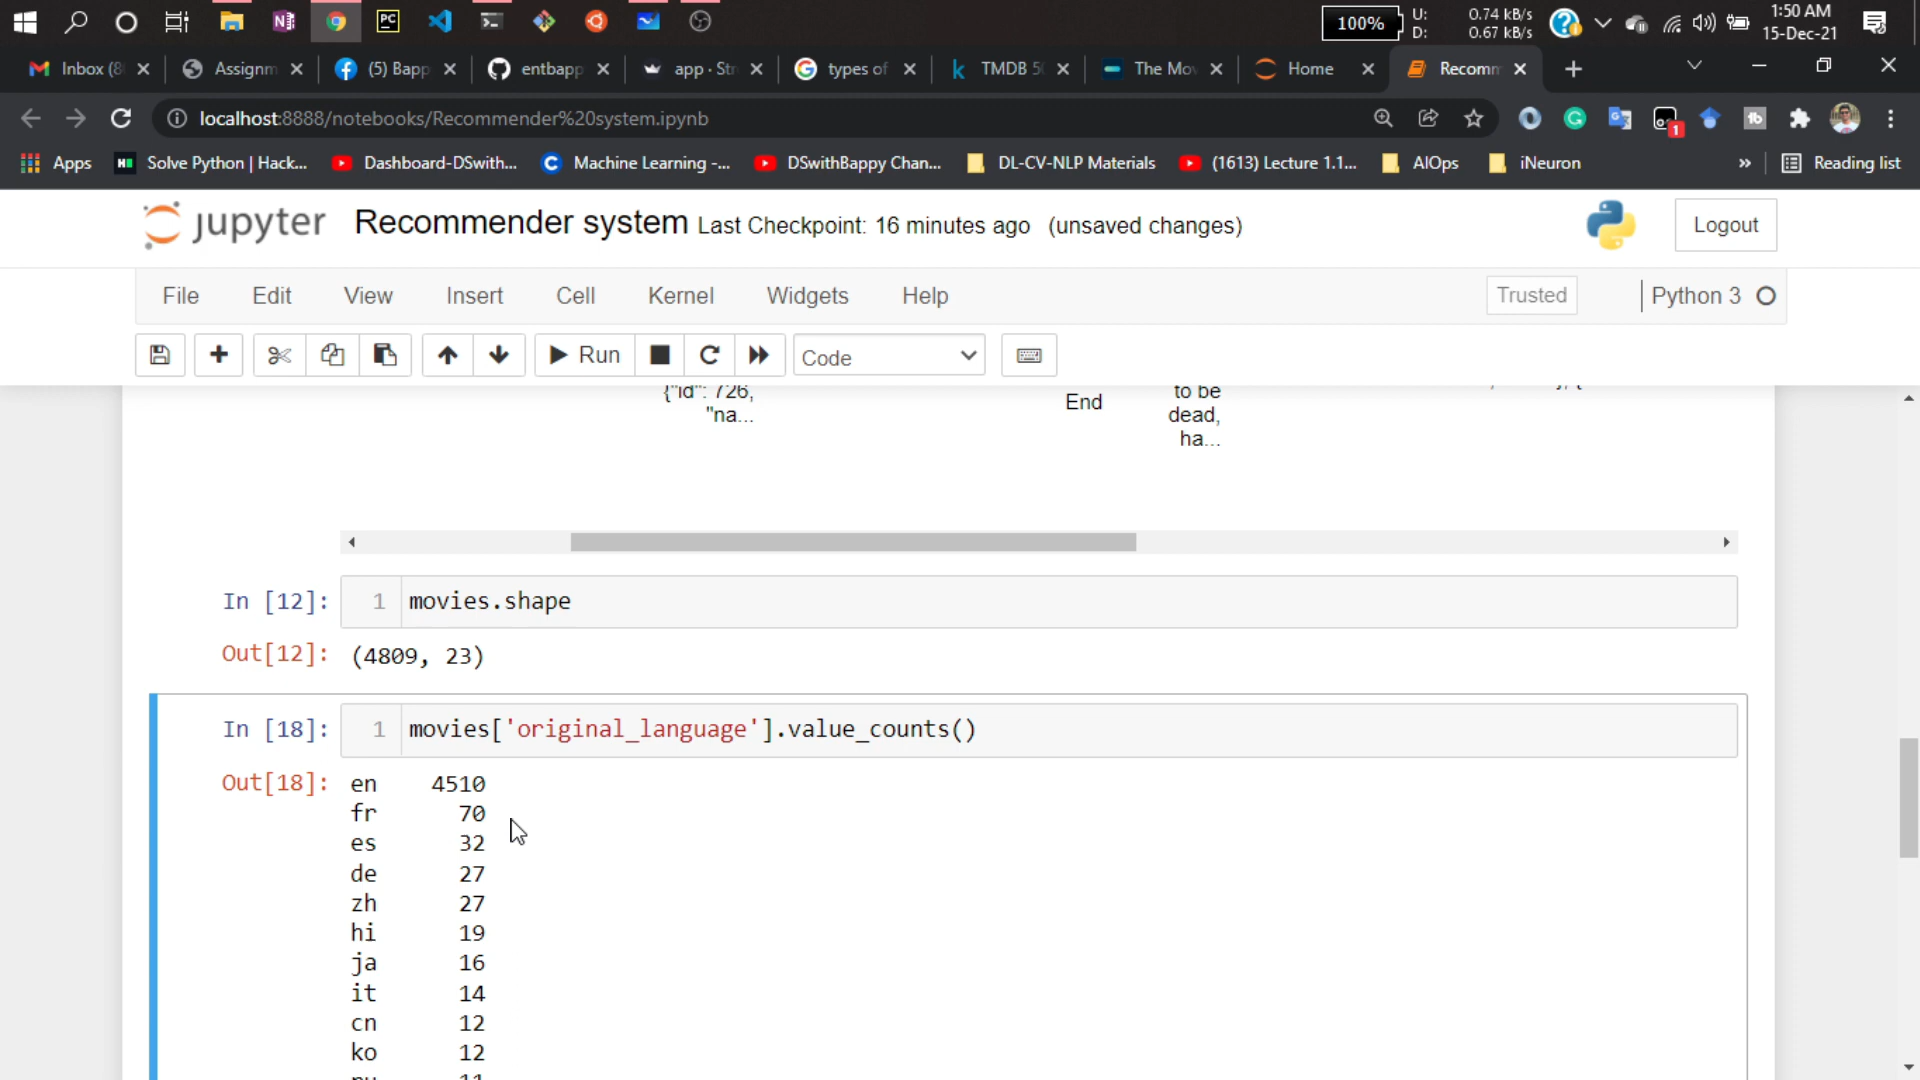 100%
U: 0.74 kB/s
D: 0.67 kB/s
1:50 AM
15-Dec-21
Inbox (8
Assignm
(5) Bapp
entbapp
app · Str
types of
TMDB 5
The Mov
Home
Recomm
localhost:8888/notebooks/Recommender%20system.ipynb
1
Apps
Solve Python | Hack...
Dashboard-DSwith...
Machine Learning -...
DSwithBappy Chan...
DL-CV-NLP Materials
(1613) Lecture 1.1...
AIOps
iNeuron
»
Reading list
jupyter
Recommender system Last Checkpoint: 16 minutes ago (unsaved changes)
Logout
File Edit View Insert Cell Kernel Widgets Help
Trusted
Python 3
Run
Code
{"id": 726,
"na...
End
to be
dead,
ha...
In [12]: 1 movies.shape
Out[12]: (4809, 23)
In [18]: 1 movies['original_language'].value_counts()
Out[18]: en 4510
fr 70
es 32
de 27
zh 27
hi 19
ja 16
it 14
cn 12
ko 12